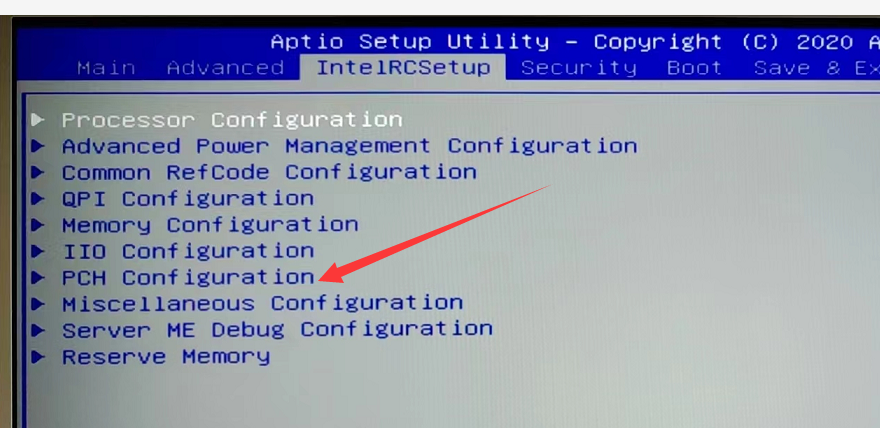 Aptio Setup Utility – Copyright (C) 2020 A
Main Advanced IntelRCSetup Security Boot Save & Ex
Processor Configuration
Advanced Power Management Configuration
Common RefCode Configuration
QPI Configuration
Memory Configuration
IIO Configuration
PCH Configuration
Miscellaneous Configuration
Server ME Debug Configuration
Reserve Memory